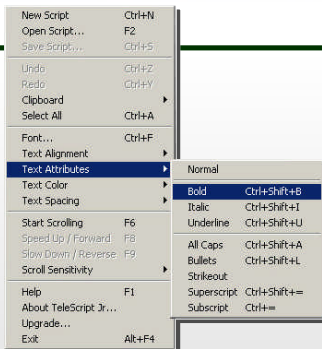 New Script Ctrl+N
Open Script... F2
Save Script... Ctrl+S
Undo Ctrl+Z
Redo Ctrl+Y
Clipboard
Select All Ctrl+A
Font... Ctrl+F
Text Alignment
Text Attributes
Text Color
Text Spacing
Start Scrolling F6
Speed Up / Forward F8
Slow Down / Reverse F9
Scroll Sensitivity
Help F1
About TeleScript Jr...
Upgrade...
Exit Alt+F4
Normal
Bold Ctrl+Shift+B
Italic Ctrl+Shift+I
Underline Ctrl+Shift+U
All Caps Ctrl+Shift+A
Bullets Ctrl+Shift+L
Strikeout
Superscript Ctrl+Shift+=
Subscript Ctrl+=